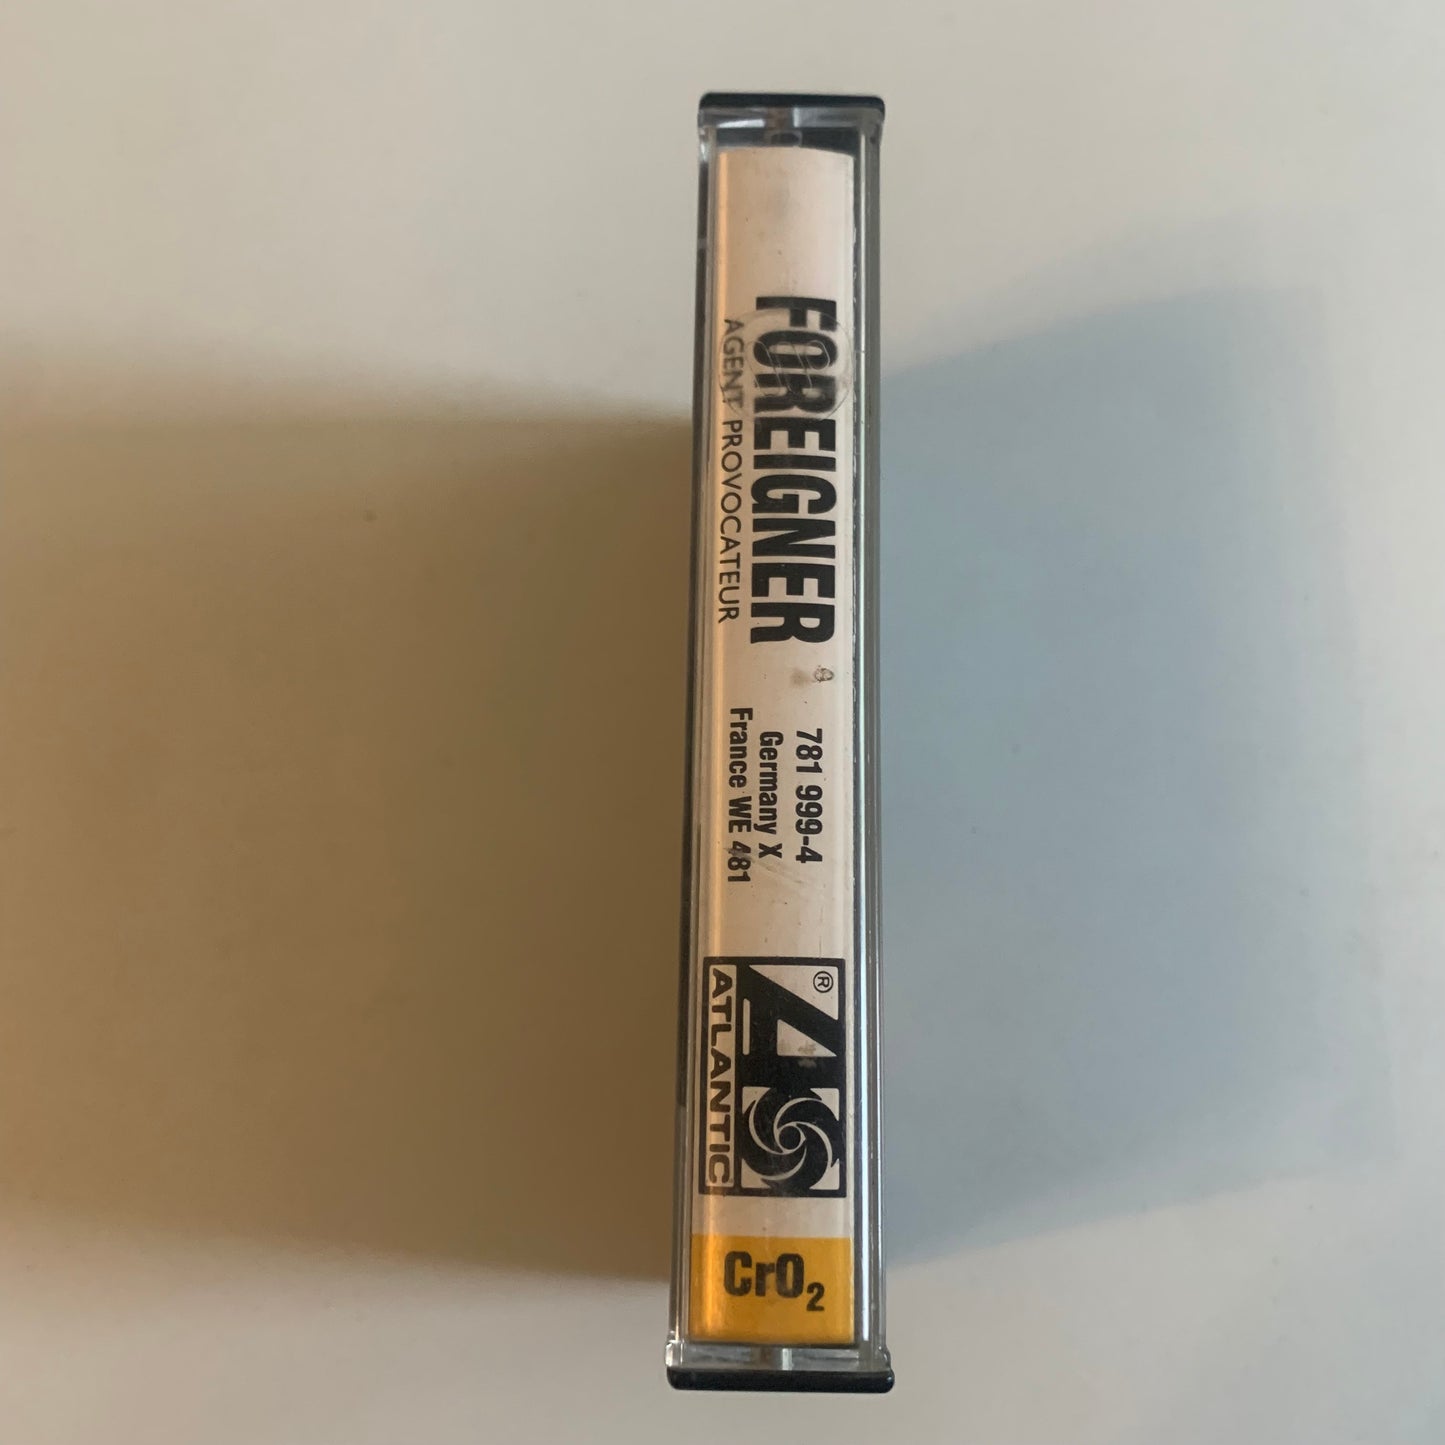 FOREIGNER
AGENT PROVOCATEUR
781 999-4
Germany X
France WE 481
®
ATLANTIC
CrO₂